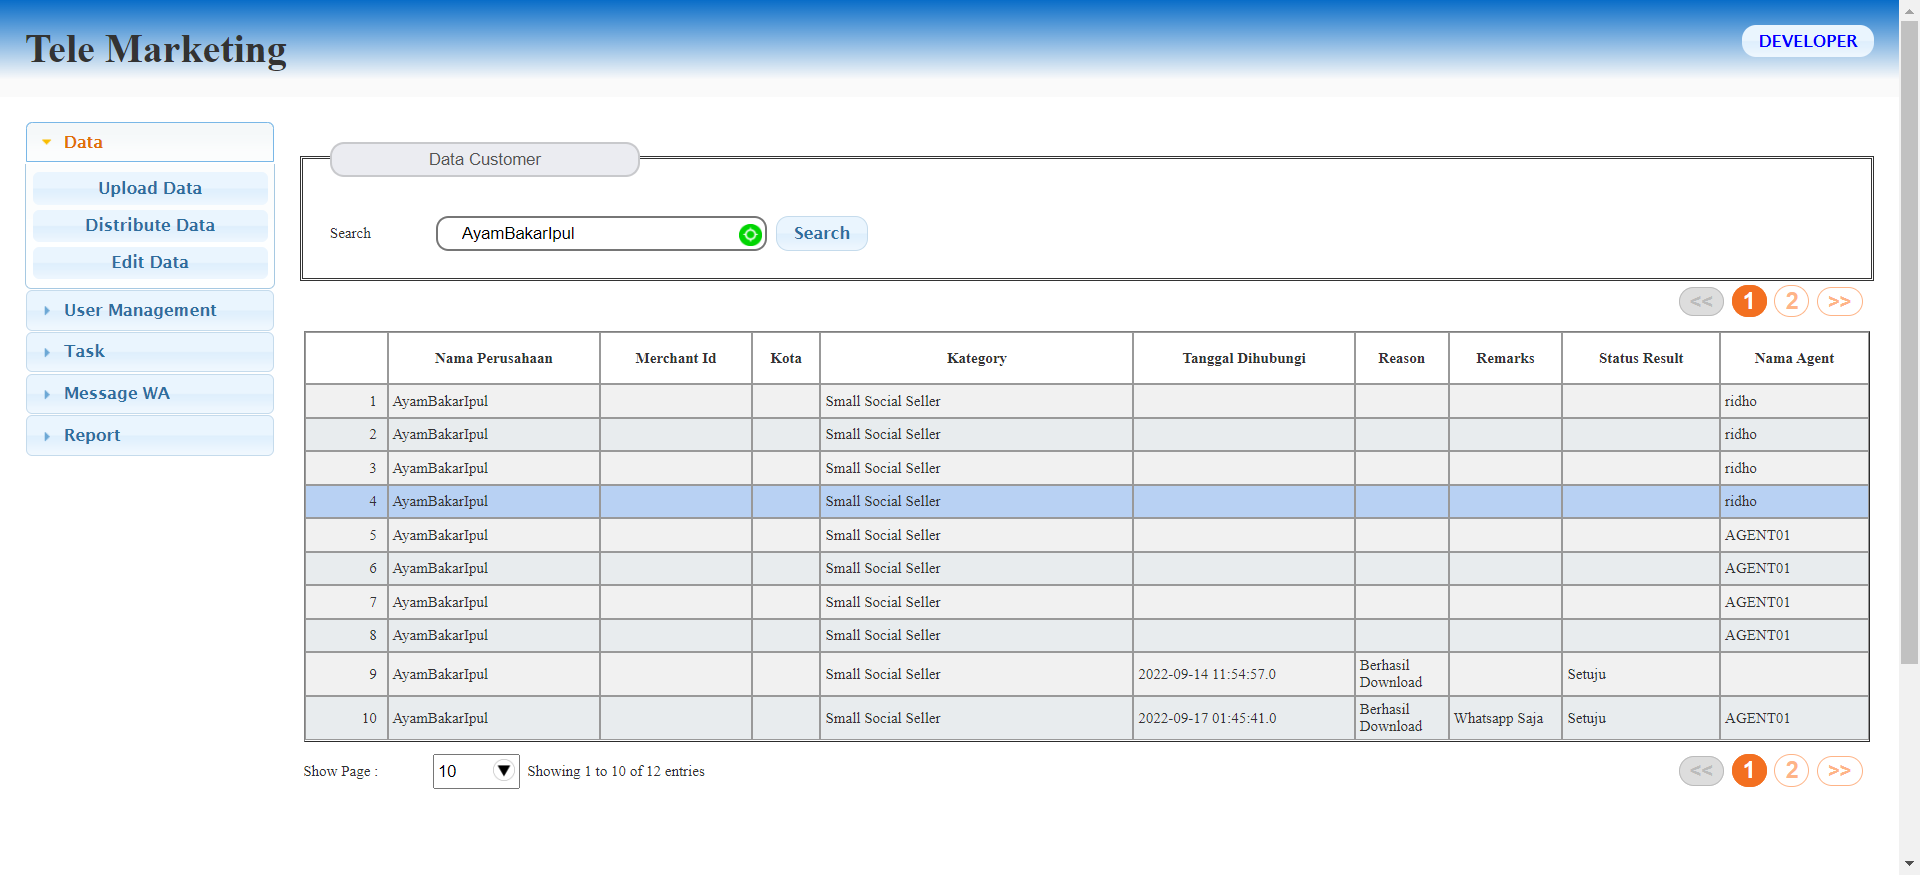 Tele Marketing
DEVELOPER
Data
Upload Data
Distribute Data
Edit Data
User Management
Task
Message WA
Report
Data Customer
Search AyamBakarIpul Search
<< 1 2 >>
Nama Perusahaan Merchant Id Kota Kategory Tanggal Dihubungi Reason Remarks Status Result Nama Agent
1 AyamBakarIpul Small Social Seller ridho
2 AyamBakarIpul Small Social Seller ridho
3 AyamBakarIpul Small Social Seller ridho
4 AyamBakarIpul Small Social Seller ridho
5 AyamBakarIpul Small Social Seller AGENT01
6 AyamBakarIpul Small Social Seller AGENT01
7 AyamBakarIpul Small Social Seller AGENT01
8 AyamBakarIpul Small Social Seller AGENT01
9 AyamBakarIpul Small Social Seller 2022-09-14 11:54:57.0 Berhasil Download Setuju
10 AyamBakarIpul Small Social Seller 2022-09-17 01:45:41.0 Berhasil Download Whatsapp Saja Setuju AGENT01
Show Page : 10 Showing 1 to 10 of 12 entries << 1 2 >>